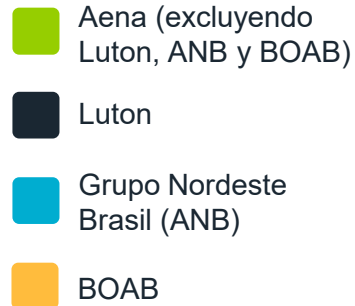 Aena (excluyendo
Luton, ANB y BOAB)
Luton
Grupo Nordeste
Brasil (ANB)
BOAB